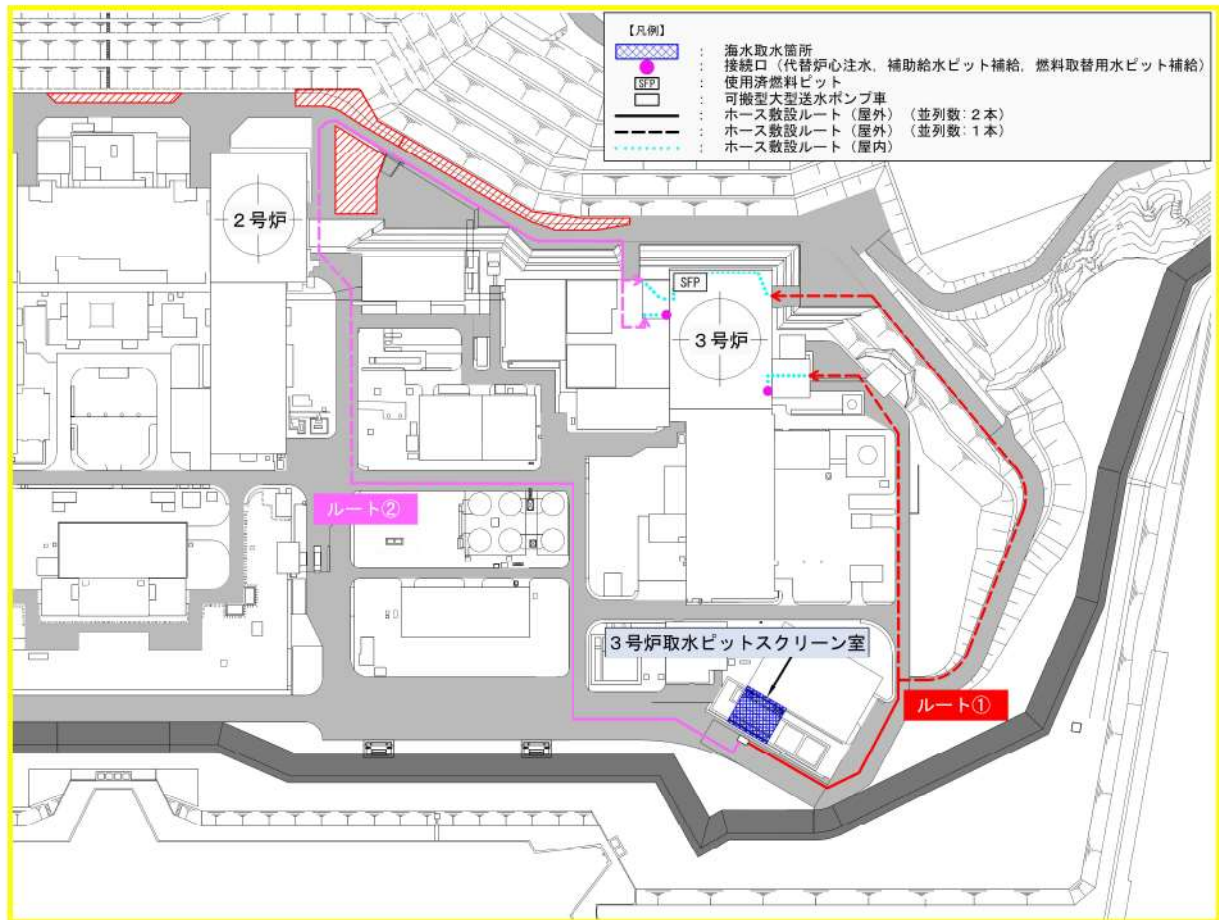 【凡例】
: 海水取水箇所
: 接続口（代替炉心注水，補助給水ピット補給，燃料取替用水ピット補給）
SFP : 使用済燃料ピット
: 可搬型大型送水ポンプ車
: ホース敷設ルート（屋外）（並列数：２本）
: ホース敷設ルート（屋外）（並列数：１本）
: ホース敷設ルート（屋内）
２号炉
SFP
３号炉
ルート②
３号炉取水ピットスクリーン室
ルート①